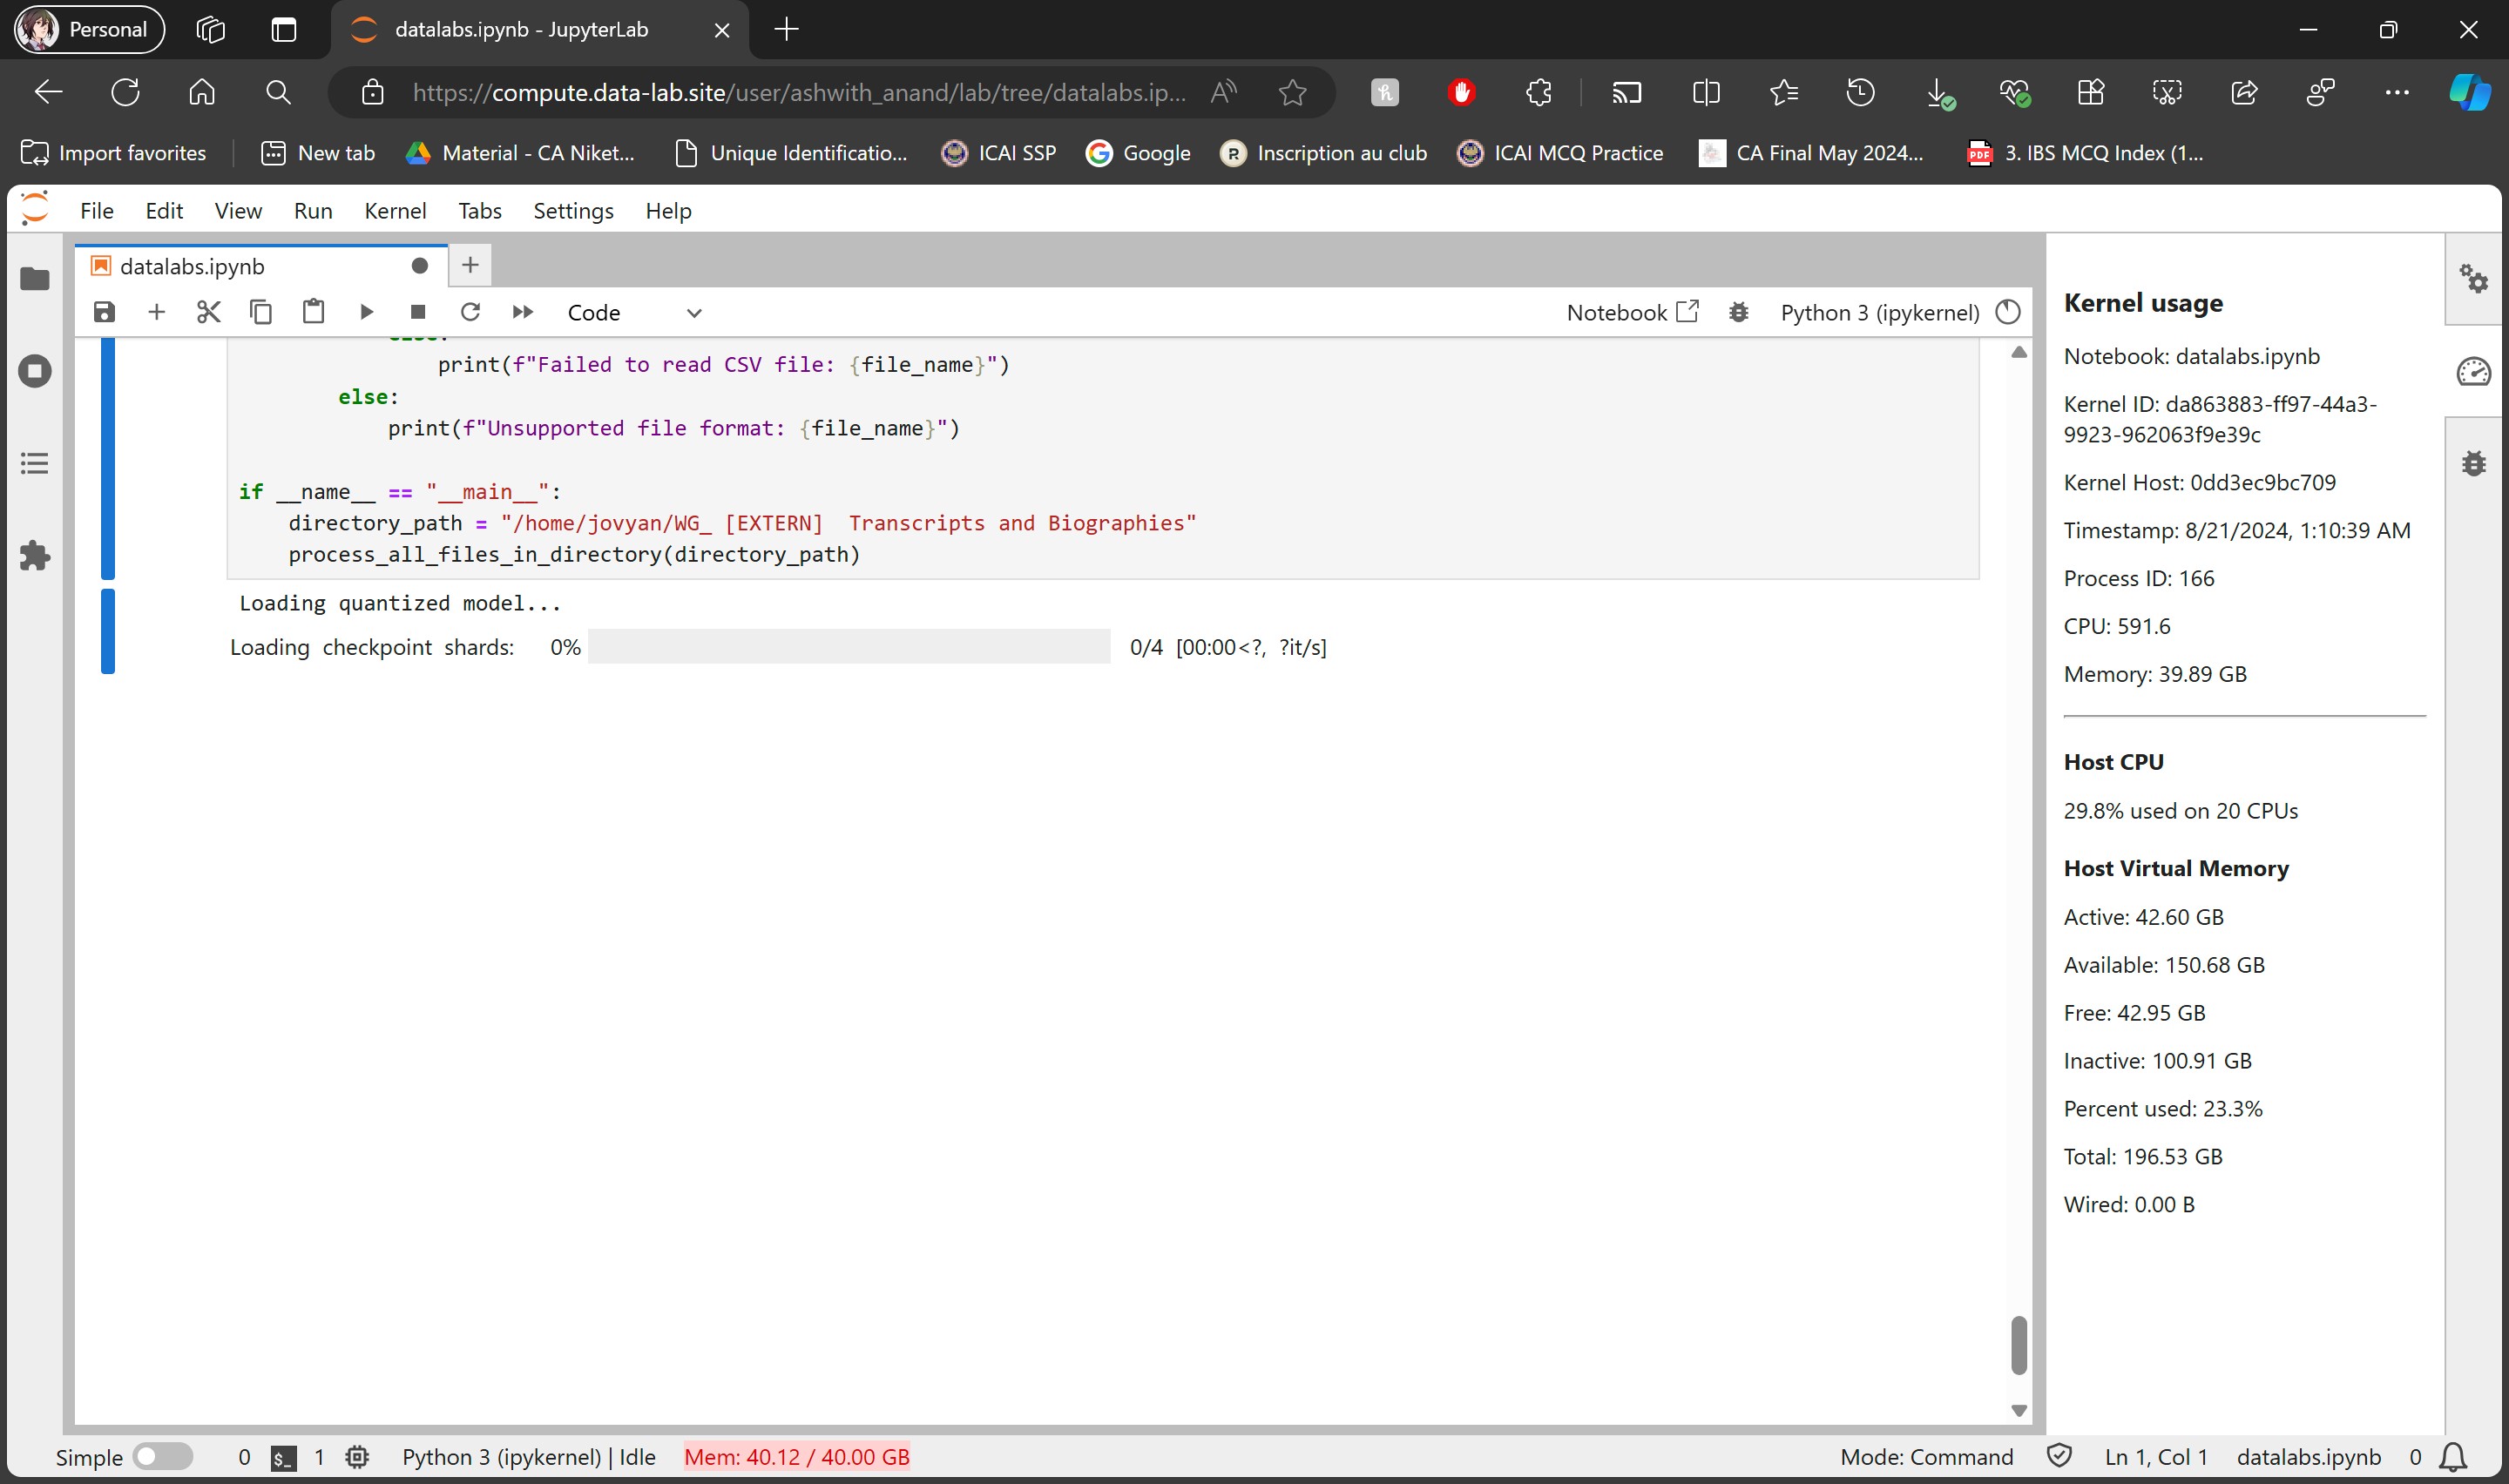 Personal
datalabs.ipynb - JupyterLab
https://compute.data-lab.site/user/ashwith_anand/lab/tree/datalabs.ip...
Import favorites
New tab
Material - CA Niket...
Unique Identificatio...
ICAI SSP
Google
Inscription au club
ICAI MCQ Practice
CA Final May 2024...
3. IBS MCQ Index (1...
File Edit View Run Kernel Tabs Settings Help
datalabs.ipynb
Code
Notebook
Python 3 (ipykernel)
else:
print(f"Failed to read CSV file: {file_name}")
else:
print(f"Unsupported file format: {file_name}")
if __name__ == "__main__":
directory_path = "/home/jovyan/WG_ [EXTERN]  Transcripts and Biographies"
process_all_files_in_directory(directory_path)
Loading quantized model...
Loading checkpoint shards: 0% 0/4 [00:00<?, ?it/s]
Kernel usage
Notebook: datalabs.ipynb
Kernel ID: da863883-ff97-44a3-
9923-962063f9e39c
Kernel Host: 0dd3ec9bc709
Timestamp: 8/21/2024, 1:10:39 AM
Process ID: 166
CPU: 591.6
Memory: 39.89 GB
Host CPU
29.8% used on 20 CPUs
Host Virtual Memory
Active: 42.60 GB
Available: 150.68 GB
Free: 42.95 GB
Inactive: 100.91 GB
Percent used: 23.3%
Total: 196.53 GB
Wired: 0.00 B
Simple 0 $_ 1 Python 3 (ipykernel) | Idle Mem: 40.12 / 40.00 GB
Mode: Command Ln 1, Col 1 datalabs.ipynb 0